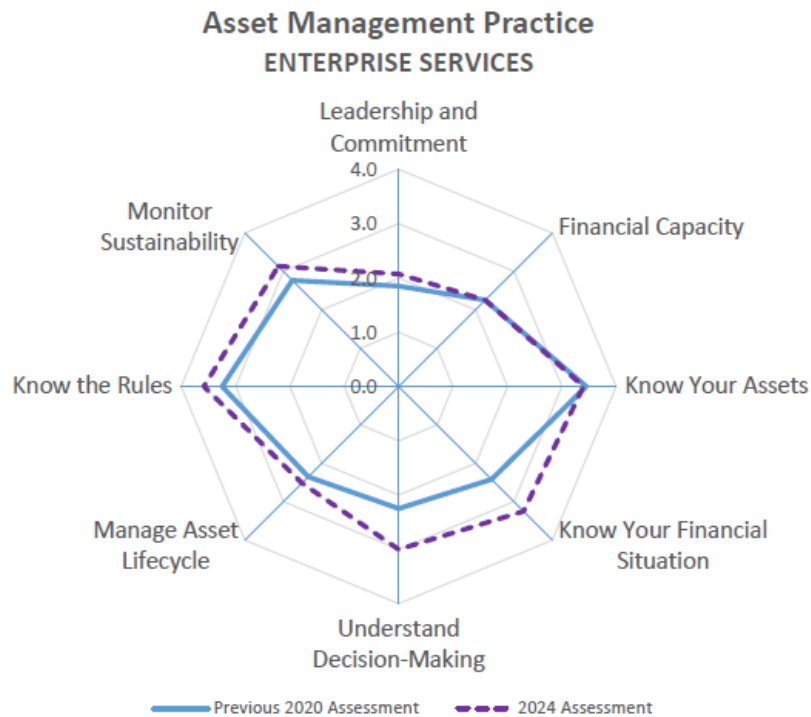 Asset Management Practice
ENTERPRISE SERVICES
Leadership and
Commitment
4.0
3.0
2.0
1.0
0.0
Financial Capacity
Know Your Assets
Know Your Financial
Situation
Understand
Decision-Making
Manage Asset
Lifecycle
Know the Rules
Monitor
Sustainability
Previous 2020 Assessment
2024 Assessment